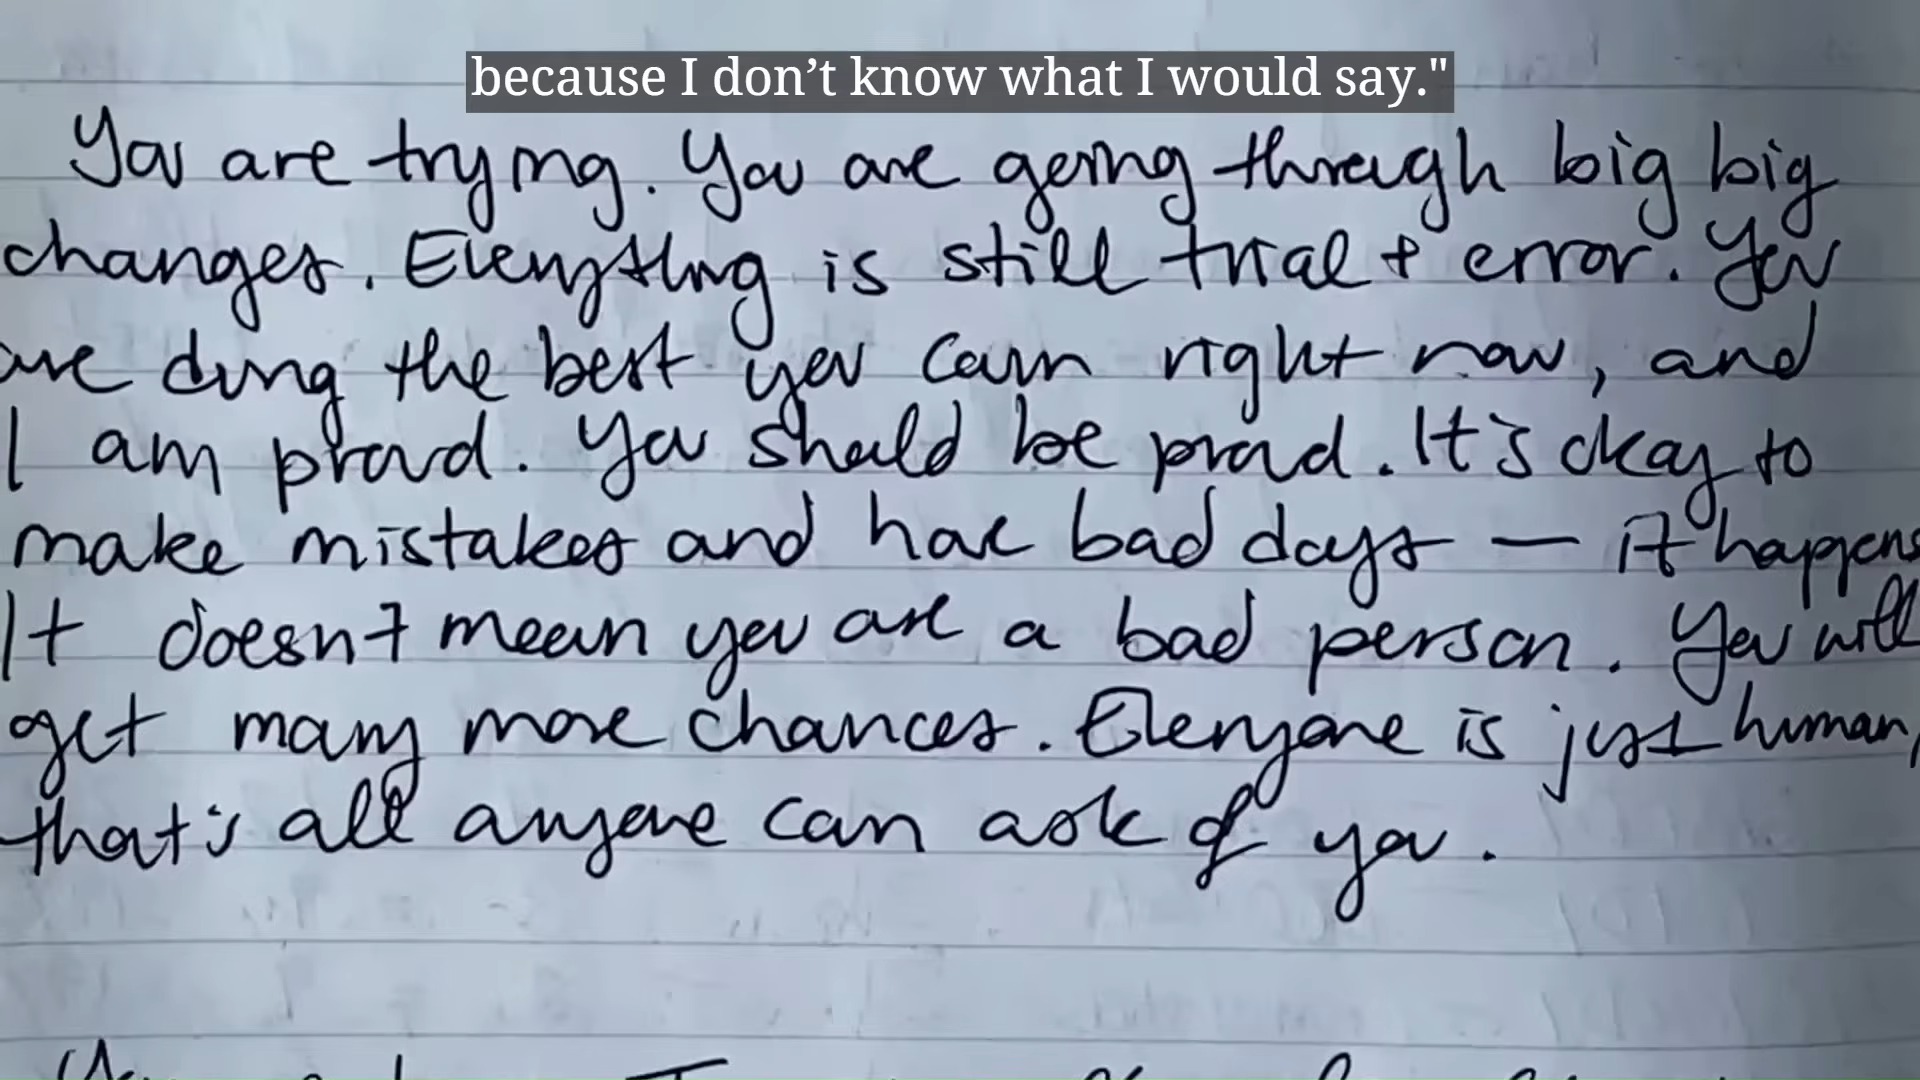 because I don’t know what I would say."
You are trying. You are going through big big
changes. Everything is still trial + error. You
are doing the best you can right now, and
I am proud. You should be proud. It's okay to
make mistakes and have bad days — it happens
It doesn't mean you are a bad person. You will
get many more chances. Everyone is just human,
that's all anyone can ask of you.